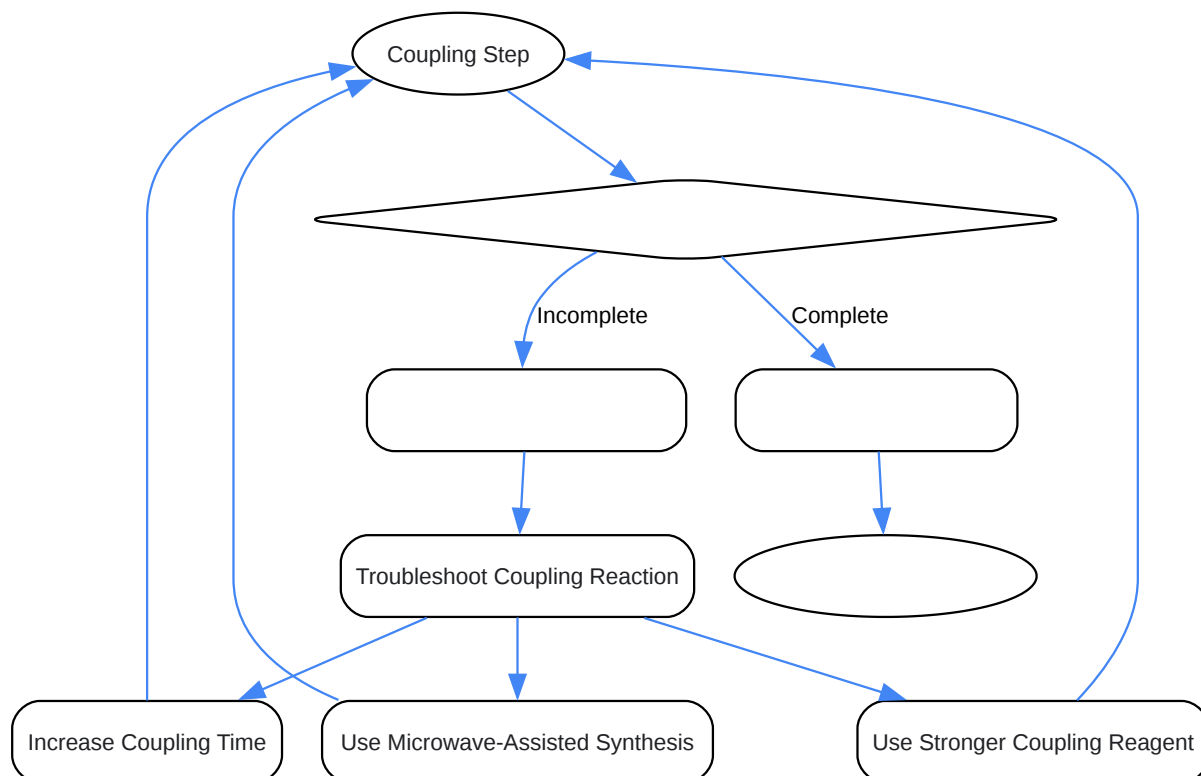 Coupling Step
Incomplete
Complete
Troubleshoot Coupling Reaction
Increase Coupling Time
Use Microwave-Assisted Synthesis
Use Stronger Coupling Reagent